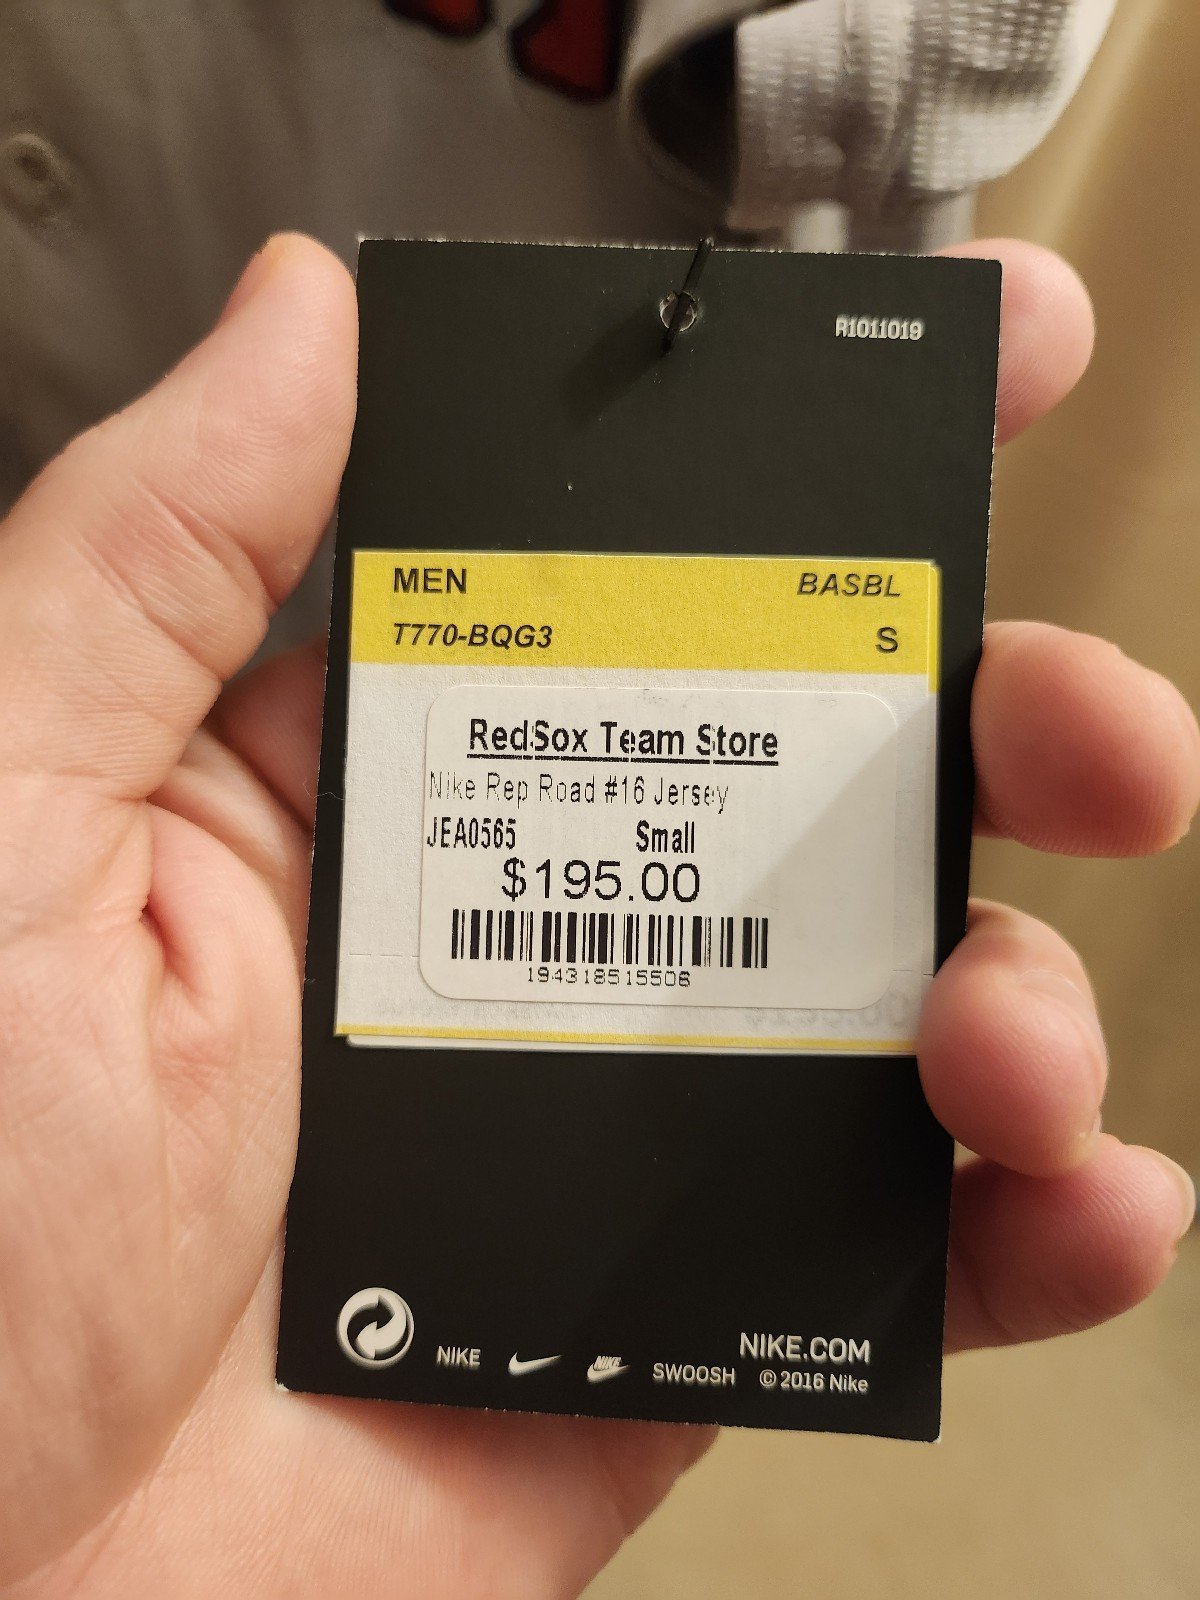 R1011019
MEN BASBL
T770-BQG3 S
RedSox Team Store
Nike Rep Road #16 Jersey
JEA0565 Small
$195.00
194318515506
NIKE NIKE SWOOSH
NIKE.COM
© 2016 Nike